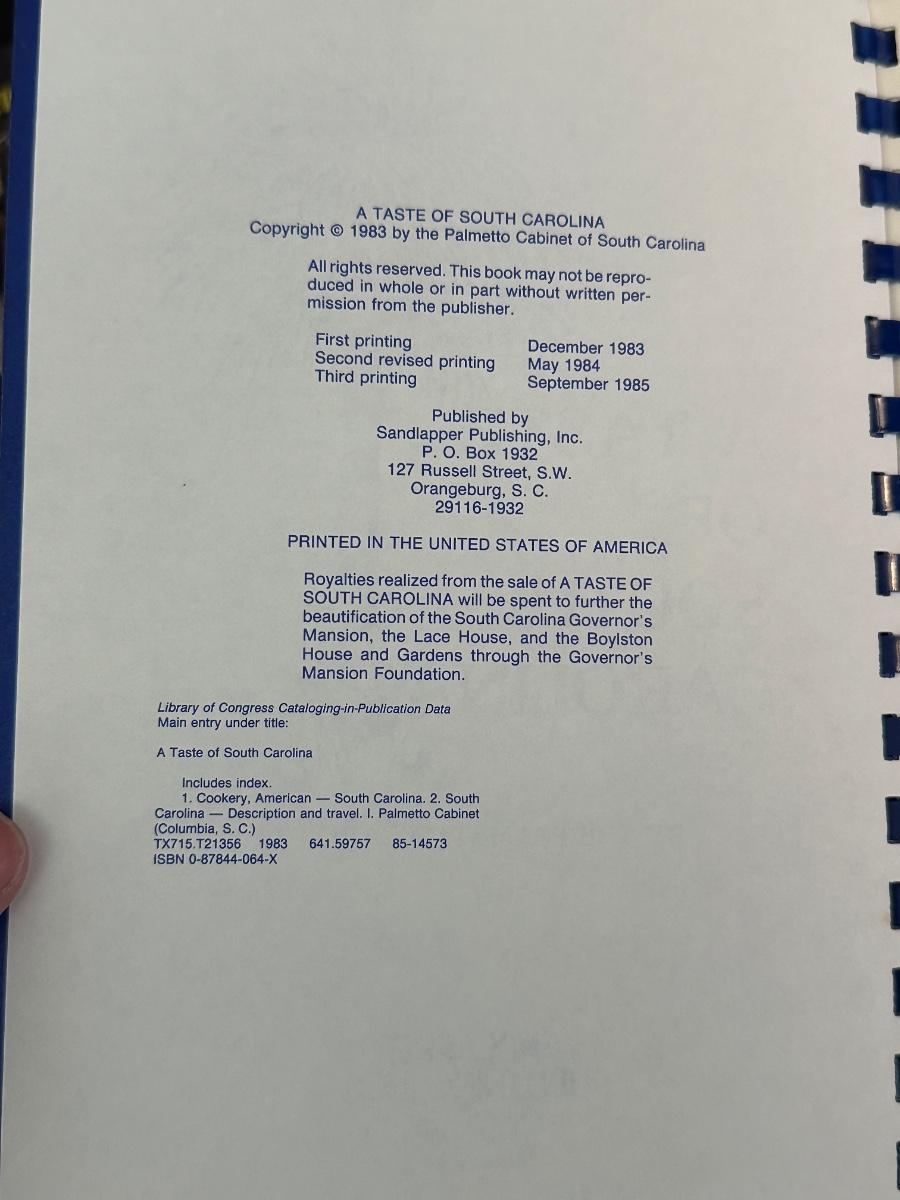 A TASTE OF SOUTH CAROLINA
Copyright © 1983 by the Palmetto Cabinet of South Carolina
All rights reserved. This book may not be repro-
duced in whole or in part without written per-
mission from the publisher.
First printing December 1983
Second revised printing May 1984
Third printing September 1985
Published by
Sandlapper Publishing, Inc.
P. O. Box 1932
127 Russell Street, S.W.
Orangeburg, S. C.
29116-1932
PRINTED IN THE UNITED STATES OF AMERICA
Royalties realized from the sale of A TASTE OF
SOUTH CAROLINA will be spent to further the
beautification of the South Carolina Governor's
Mansion, the Lace House, and the Boylston
House and Gardens through the Governor's
Mansion Foundation.
Library of Congress Cataloging-in-Publication Data
Main entry under title:
A Taste of South Carolina
Includes index.
1. Cookery, American — South Carolina. 2. South
Carolina — Description and travel. I. Palmetto Cabinet
(Columbia, S. C.)
TX715.T21356 1983 641.59757 85-14573
ISBN 0-87844-064-X